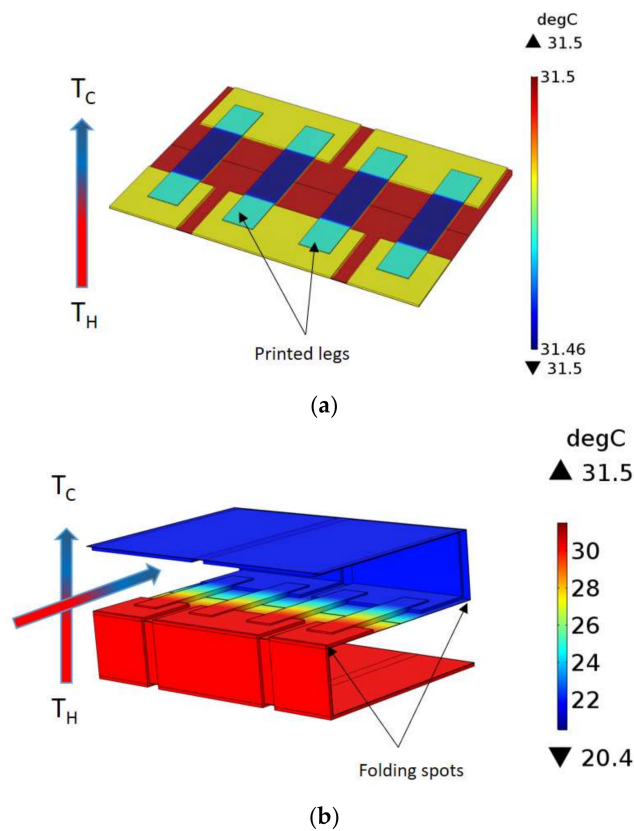 degC
▲ 31.5
31.5
T_C
T_H
31.46
▼ 31.5
Printed legs
(a)
degC
▲ 31.5
T_C
30
28
26
24
22
T_H
▼ 20.4
Folding spots
(b)